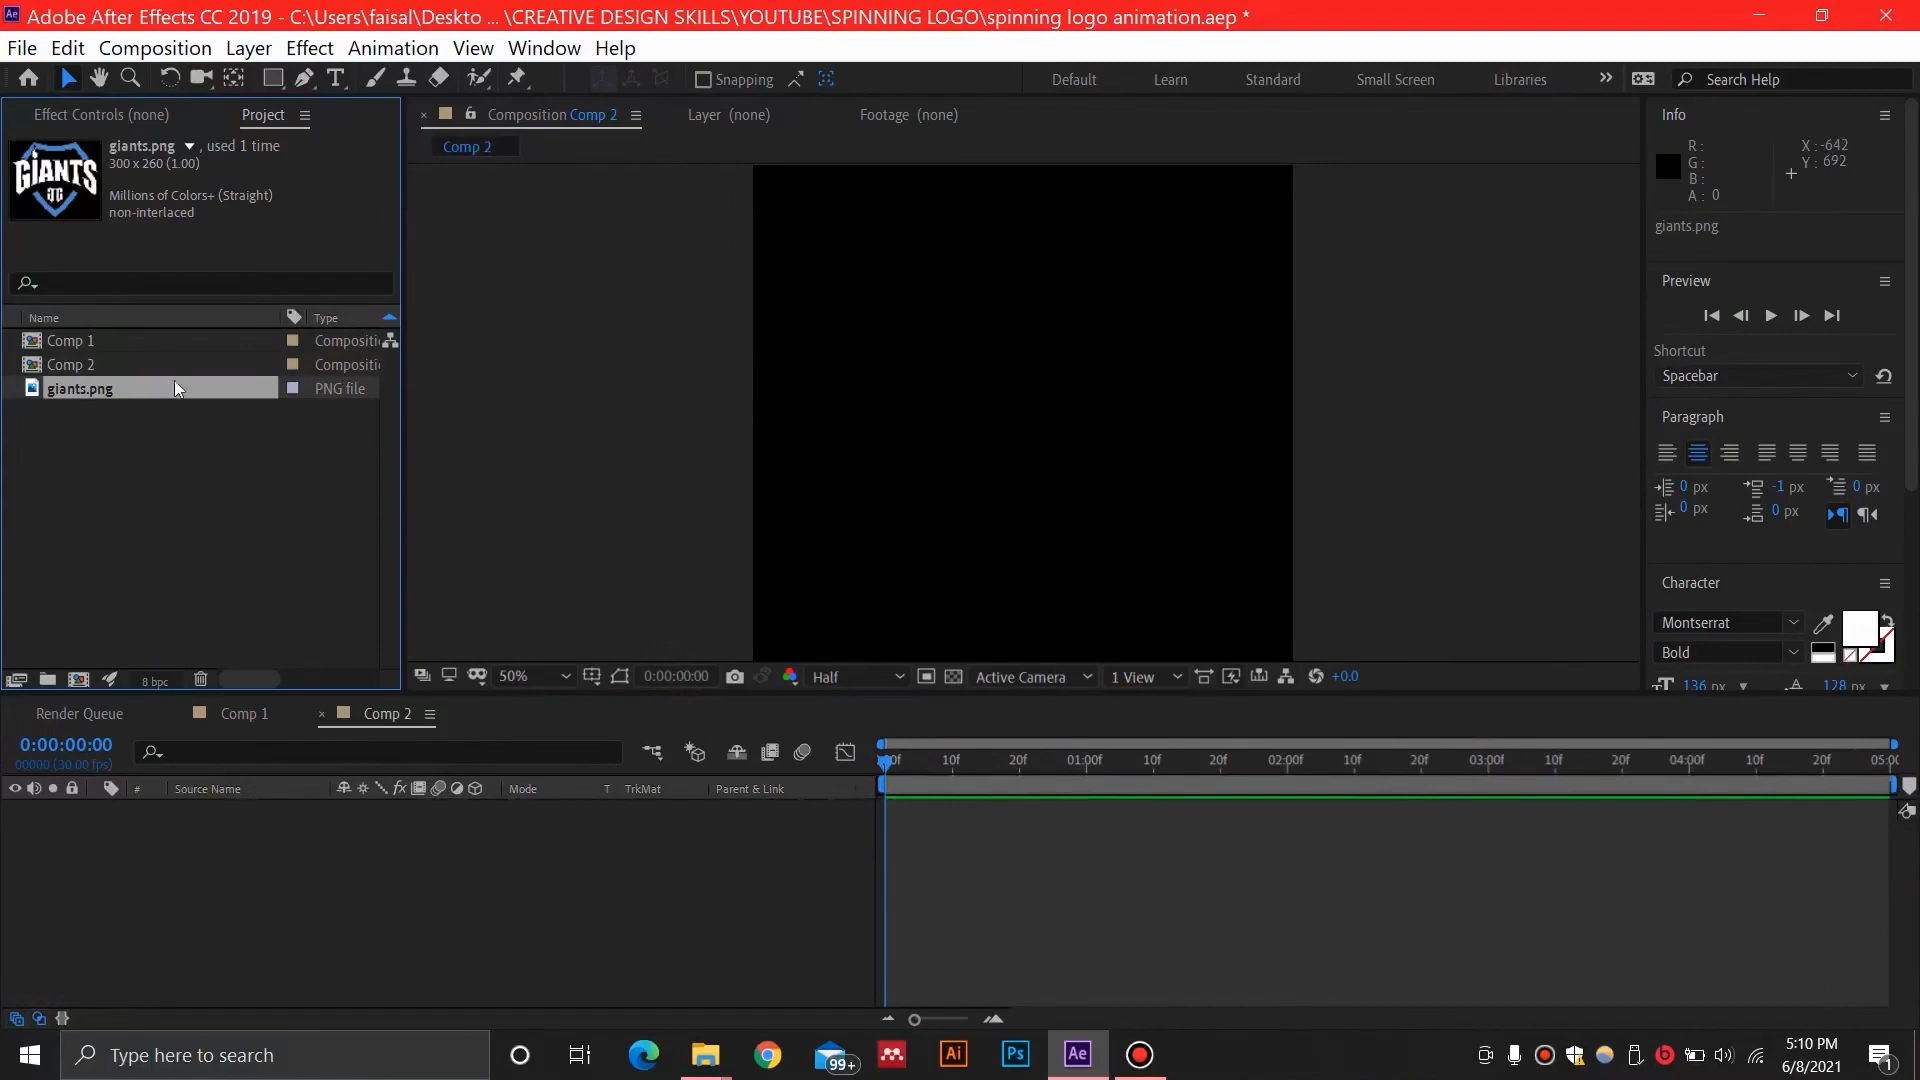 Adobe After Effects CC 2019 - C:\Users\faisal\Deskto ... \CREATIVE DESIGN SKILLS\YOUTUBE\SPINNING LOGO\spinning logo animation.aep *
File Edit Composition Layer Effect Animation View Window Help
Snapping Default Learn Standard Small Screen Libraries Search Help
Effect Controls (none) Project
Composition Comp 2 Layer (none) Footage (none)
Comp 2
GIANTS
giants.png , used 1 time
300 x 260 (1.00)
Millions of Colors+ (Straight)
non-interlaced
Name Type
Comp 1 Compositi
Comp 2 Compositi
giants.png PNG file
8 bpc
50% 0:00:00:00 Half Active Camera 1 View +0.0
Info
R : X : -642
G : Y : 692
B :
A : 0
giants.png
Preview
Shortcut
Spacebar
Paragraph
0 px -1 px 0 px
0 px 0 px
Character
Montserrat
Bold
136 px 128 px
Render Queue Comp 1 Comp 2
0:00:00:00
00000 (30.00 fps)
# Source Name Mode T TrkMat Parent & Link
00f 10f 20f 01:00f 10f 20f 02:00f 10f 20f 03:00f 10f 20f 04:00f 10f 20f 05:00
Type here to search
99+
Ai Ps Ae
5:10 PM
6/8/2021
1